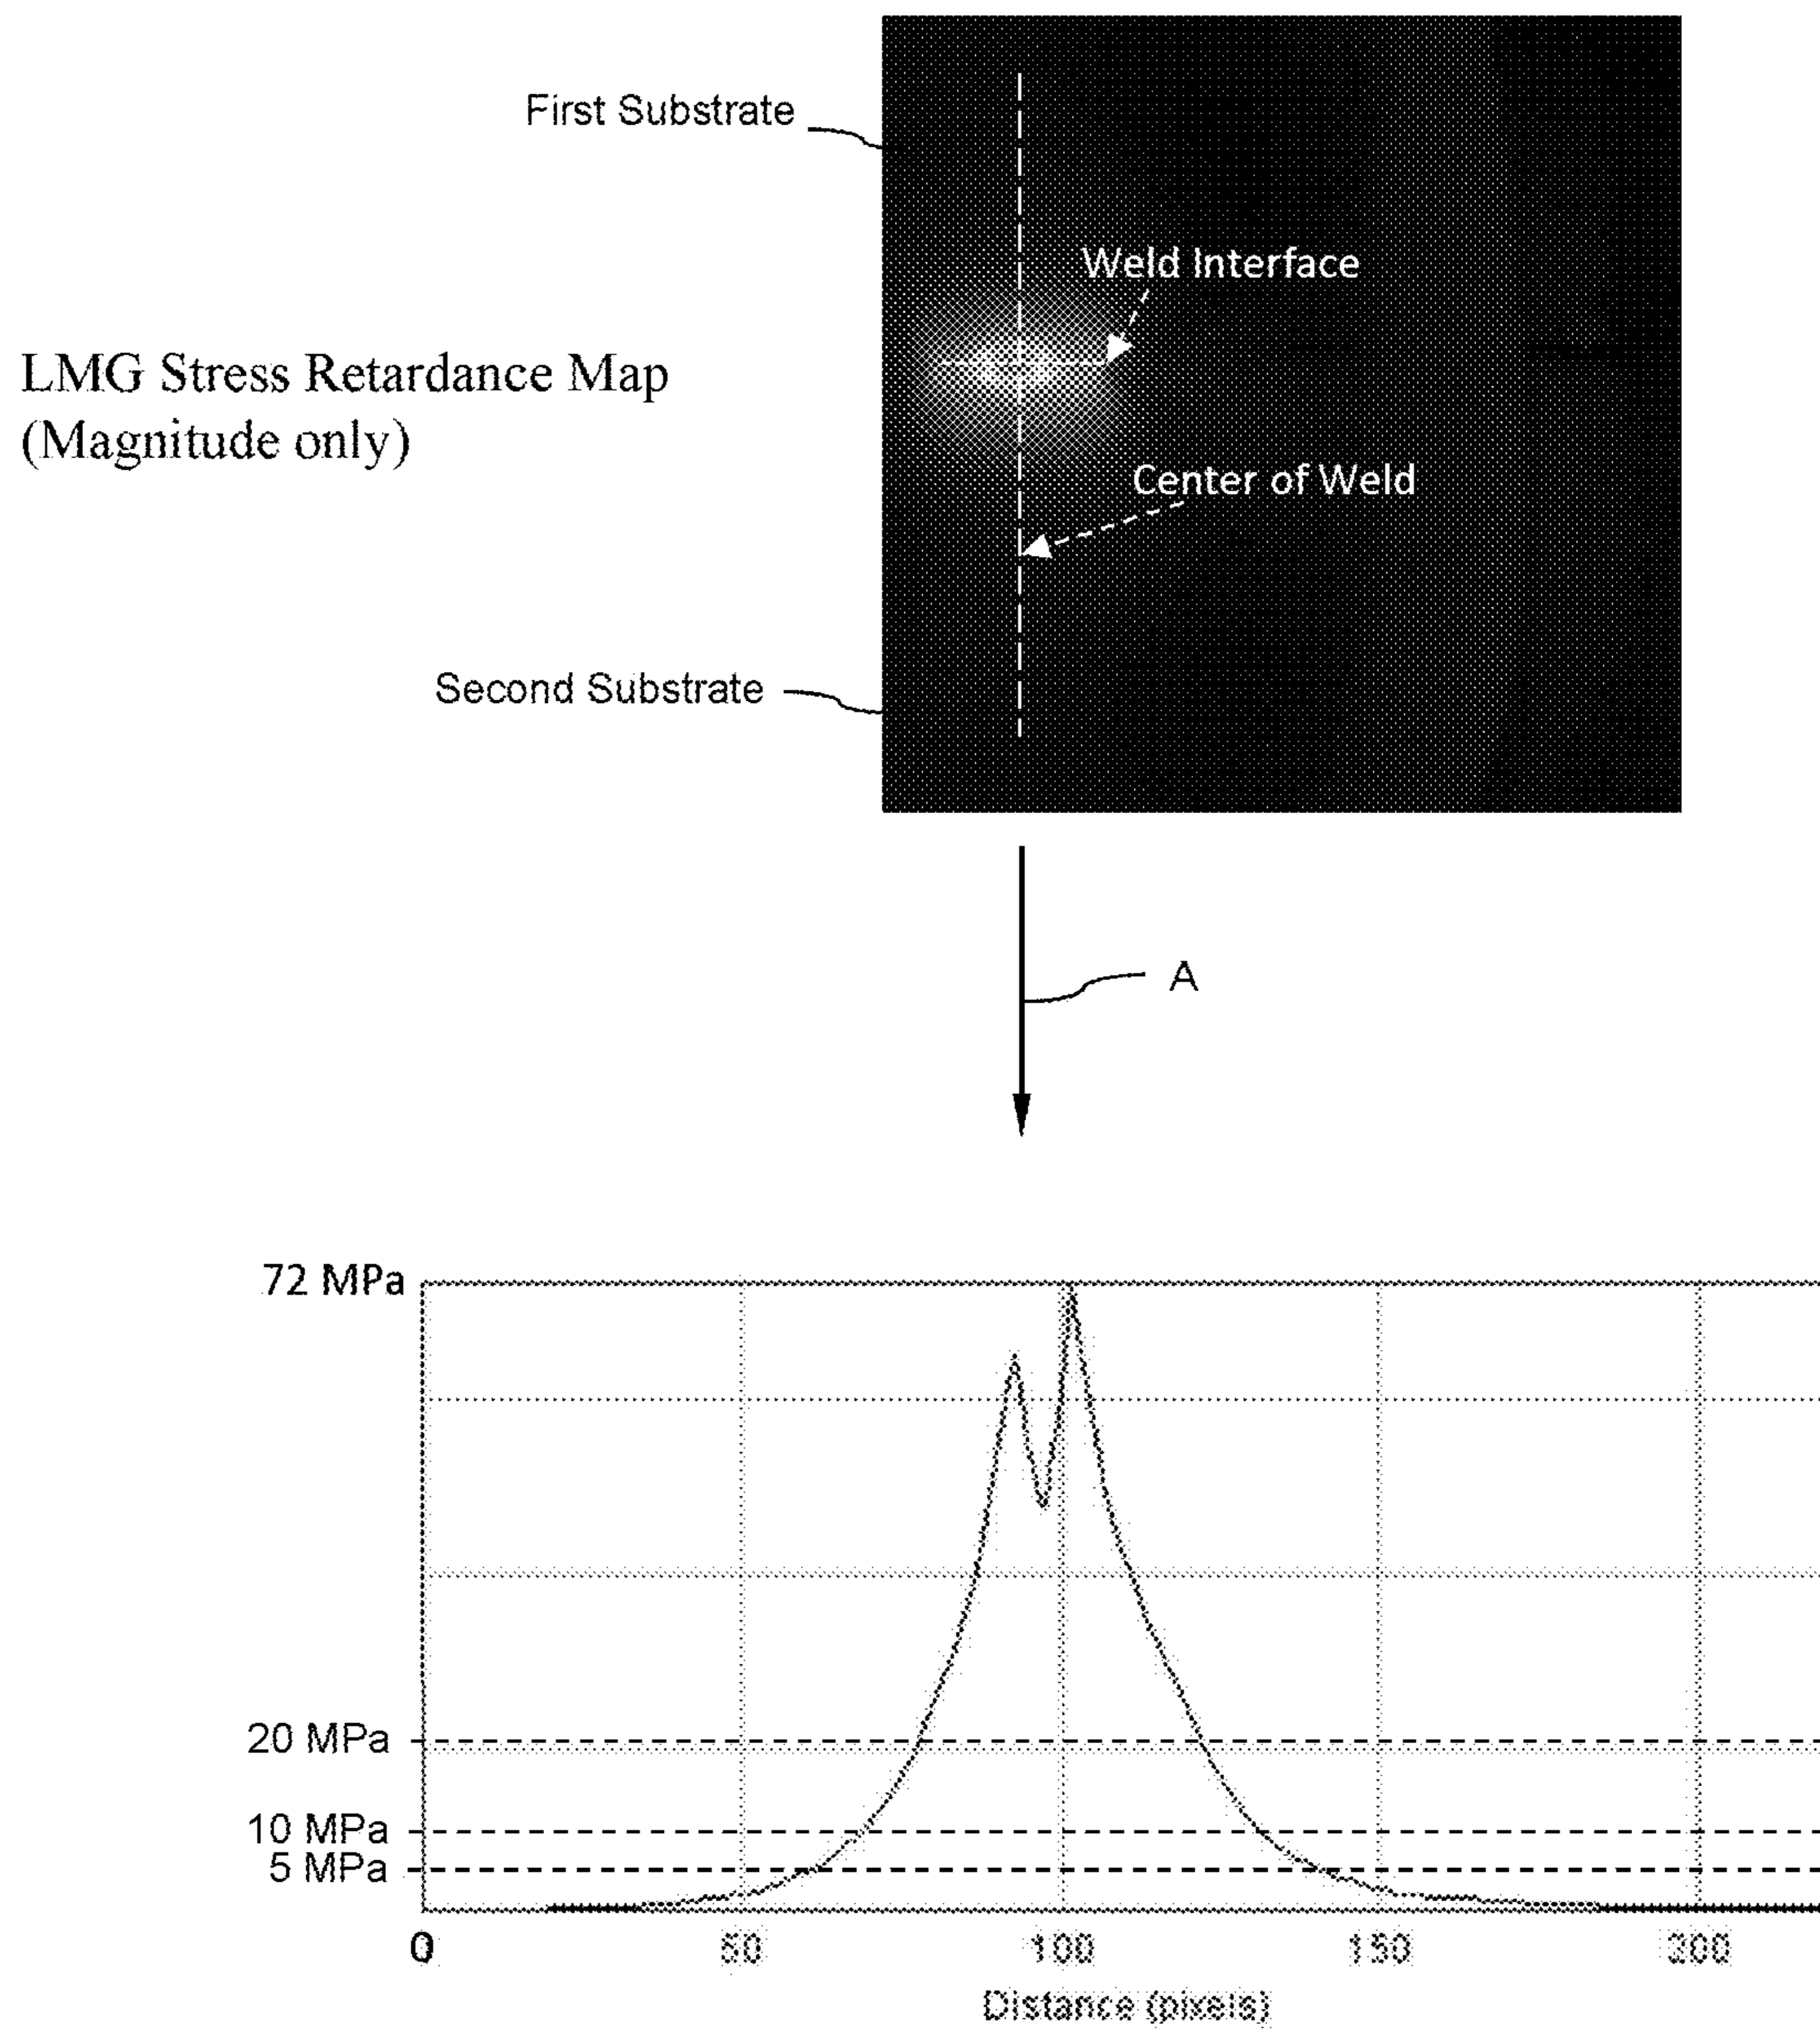 First Substrate
Weld Interface
LMG Stress Retardance Map
(Magnitude only)
Center of Weld
Second Substrate
A
72 MPa
20 MPa
10 MPa
5 MPa
0 50 100 150 200
Distance (pixels)